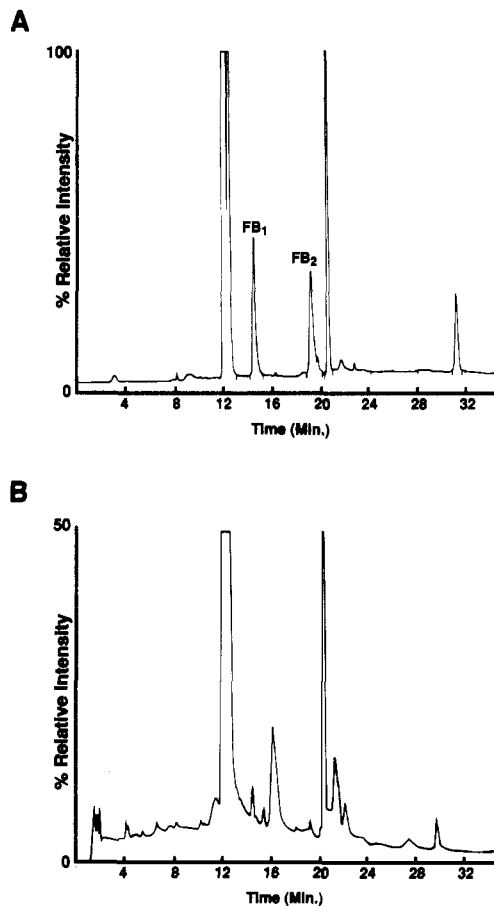 A
100
% Relative Intensity
FB₁
FB₂
0
4 8 12 16 20 24 28 32
Time (Min.)
B
50
% Relative Intensity
0
4 8 12 16 20 24 28 32
Time (Min.)